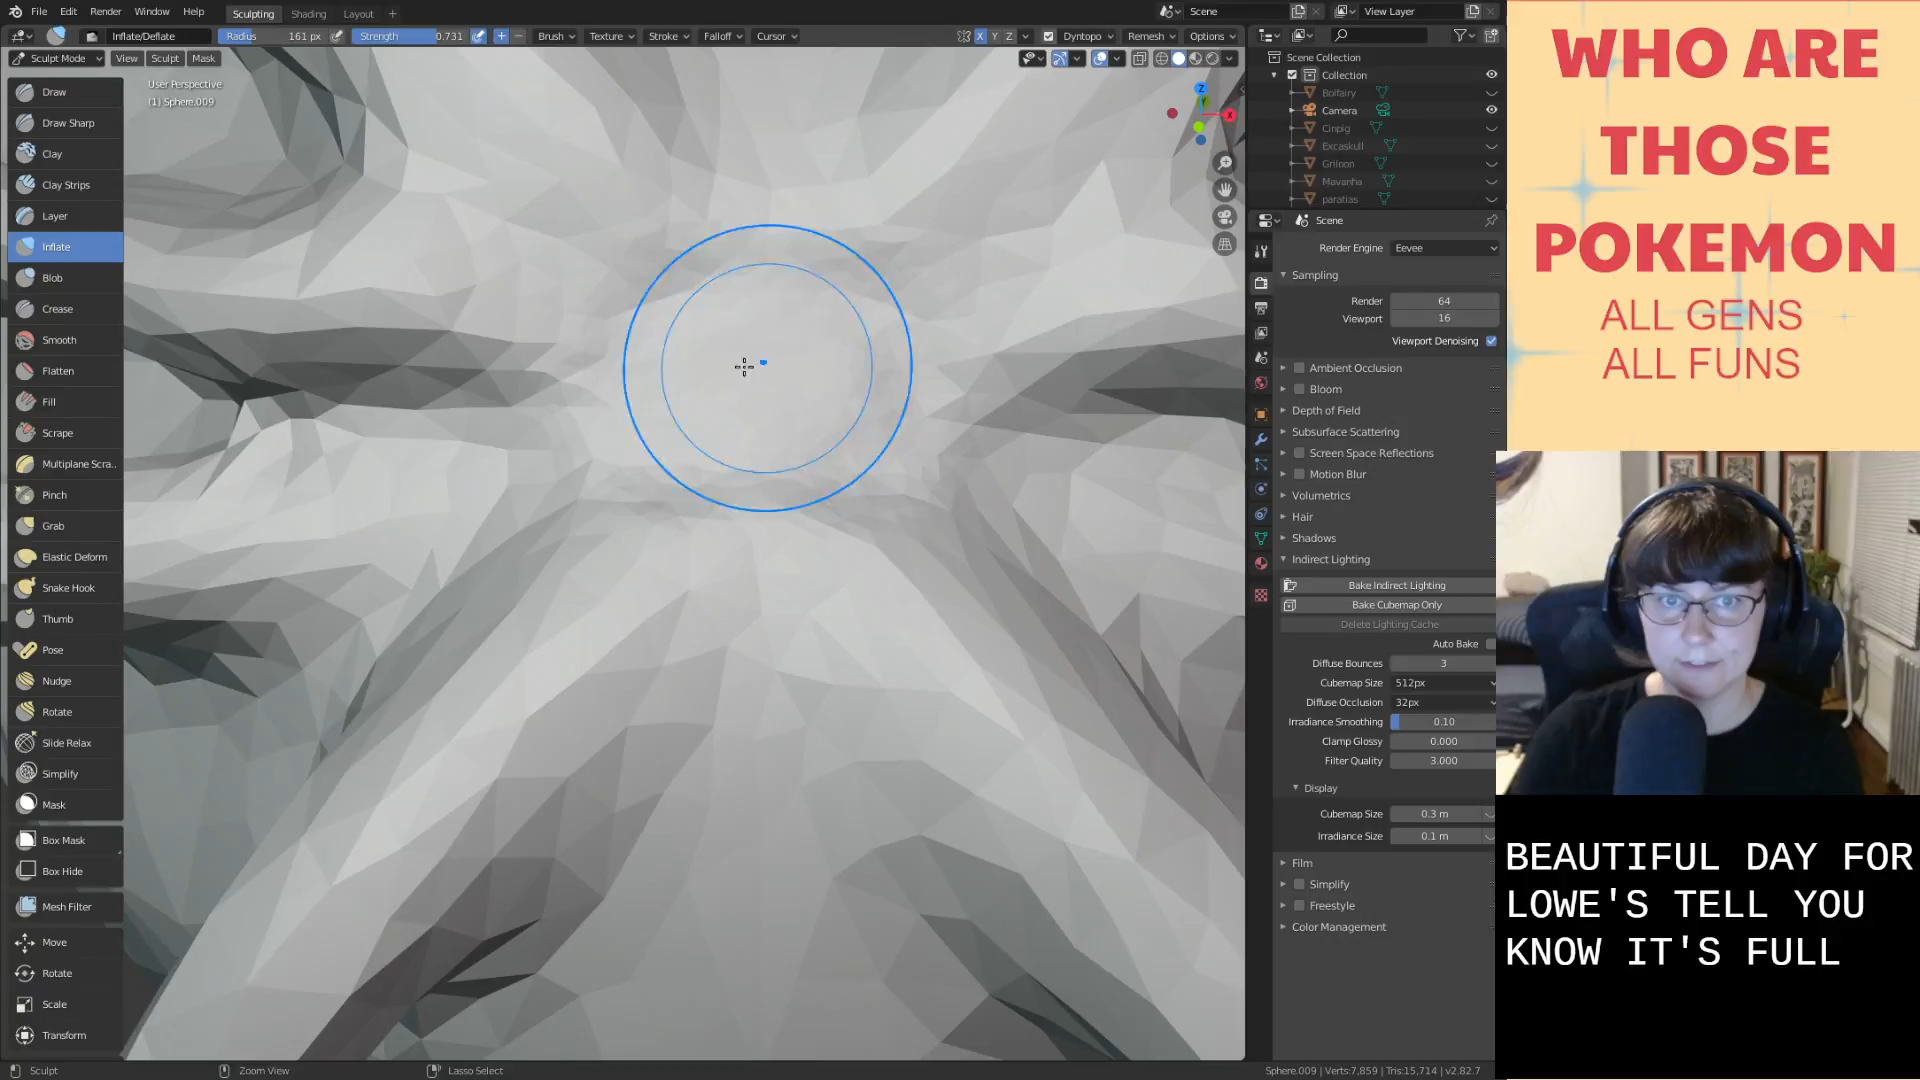 File Edit Render Window Help
Sculpting Shading Layout +
Scene
View Layer
Inflate/Deflate
Radius 161 px
Strength 0.731
Brush Texture Stroke Falloff Cursor
X Y Z
Dyntopo Remesh Options
Sculpt Mode View Sculpt Mask
User Perspective
(1) Sphere.009
Draw
Draw Sharp
Clay
Clay Strips
Layer
Inflate
Blob
Crease
Smooth
Flatten
Fill
Scrape
Multiplane Scra..
Pinch
Grab
Elastic Deform
Snake Hook
Thumb
Pose
Nudge
Rotate
Slide Relax
Simplify
Mask
Box Mask
Box Hide
Mesh Filter
Move
Rotate
Scale
Transform
Z
Y
X
Scene Collection
Collection
Bolfairy
Camera
Cinpig
Excaskull
Griloon
Mavanha
paratias
Scene
Render Engine Eevee
Sampling
Render 64
Viewport 16
Viewport Denoising
Ambient Occlusion
Bloom
Depth of Field
Subsurface Scattering
Screen Space Reflections
Motion Blur
Volumetrics
Hair
Shadows
Indirect Lighting
Bake Indirect Lighting
Bake Cubemap Only
Delete Lighting Cache
Auto Bake
Diffuse Bounces 3
Cubemap Size 512px
Diffuse Occlusion 32px
Irradiance Smoothing 0.10
Clamp Glossy 0.000
Filter Quality 3.000
Display
Cubemap Size 0.3 m
Irradiance Size 0.1 m
Film
Simplify
Freestyle
Color Management
Sculpt
Zoom View
Lasso Select
Sphere.009 | Verts:7,859 | Tris:15,714 | v2.82.7
WHO ARE
THOSE
POKEMON
ALL GENS
ALL FUNS
BEAUTIFUL DAY FOR
LOWE'S TELL YOU
KNOW IT'S FULL